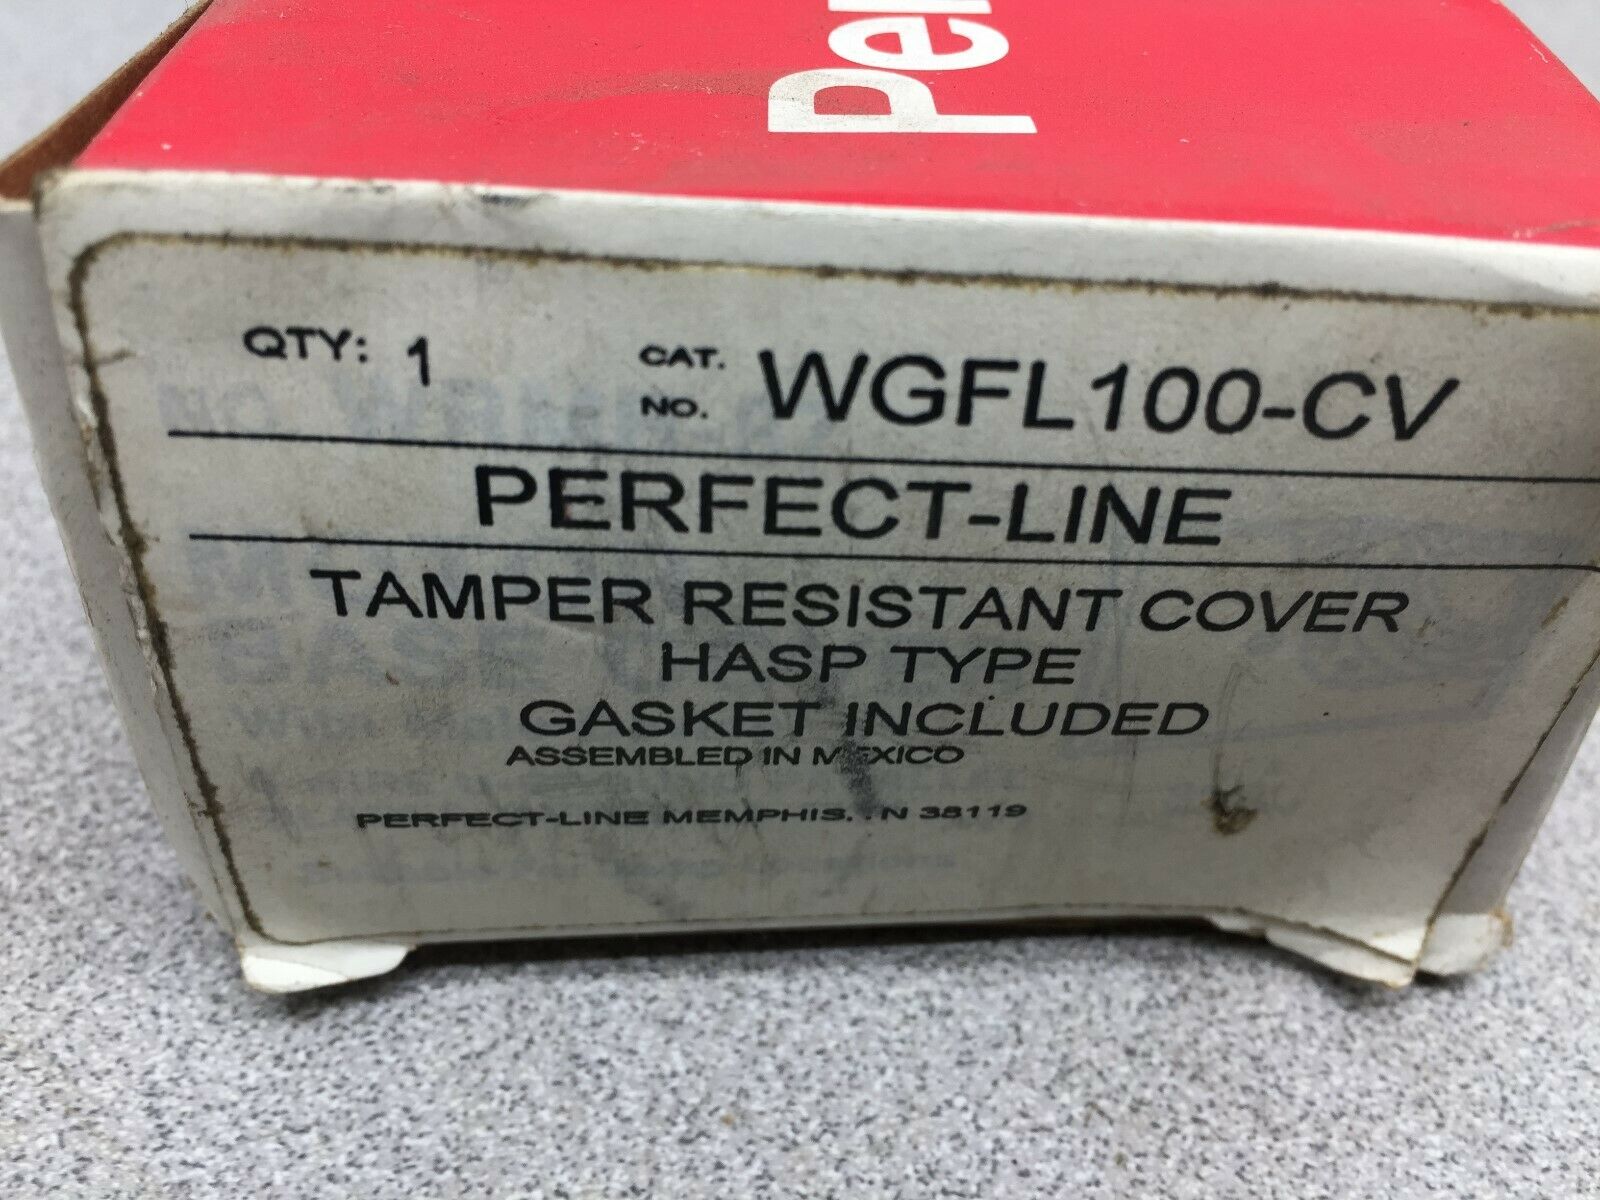 Per
QTY: 1 CAT. NO. WGFL100-CV
PERFECT-LINE
TAMPER RESISTANT COVER
HASP TYPE
GASKET INCLUDED
ASSEMBLED IN MEXICO
PERFECT-LINE MEMPHIS, 38119